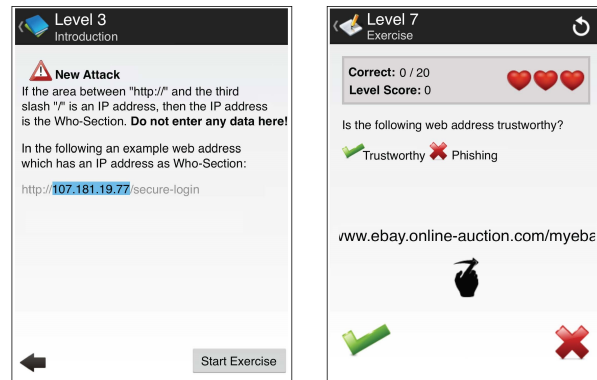 Level 3
Introduction
New Attack
If the area between "http://" and the third
slash "/" is an IP address, then the IP address
is the Who-Section. Do not enter any data here!
In the following an example web address
which has an IP address as Who-Section:
http://107.181.19.77/secure-login
Start Exercise
Level 7
Exercise
Correct: 0 / 20
Level Score: 0
Is the following web address trustworthy?
Trustworthy Phishing
www.ebay.online-auction.com/myeba